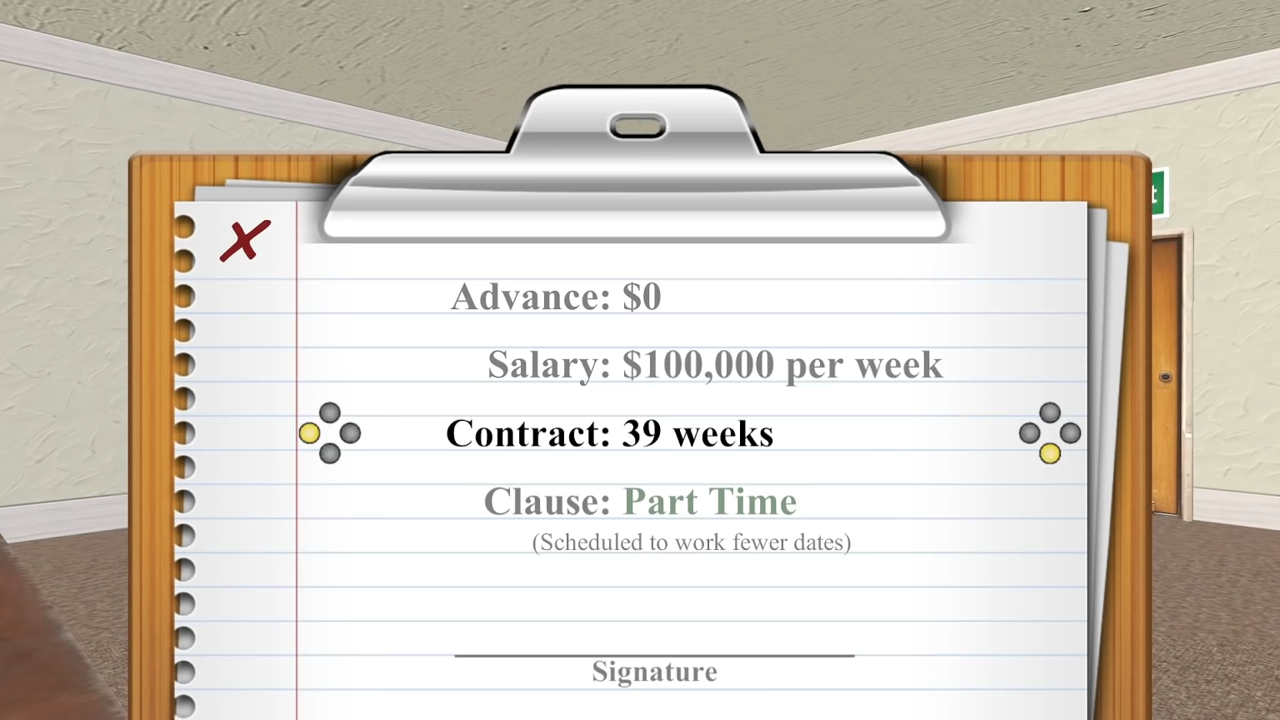 Advance: $0
Salary: $100,000 per week
Contract: 39 weeks
Clause: Part Time
(Scheduled to work fewer dates)
Signature